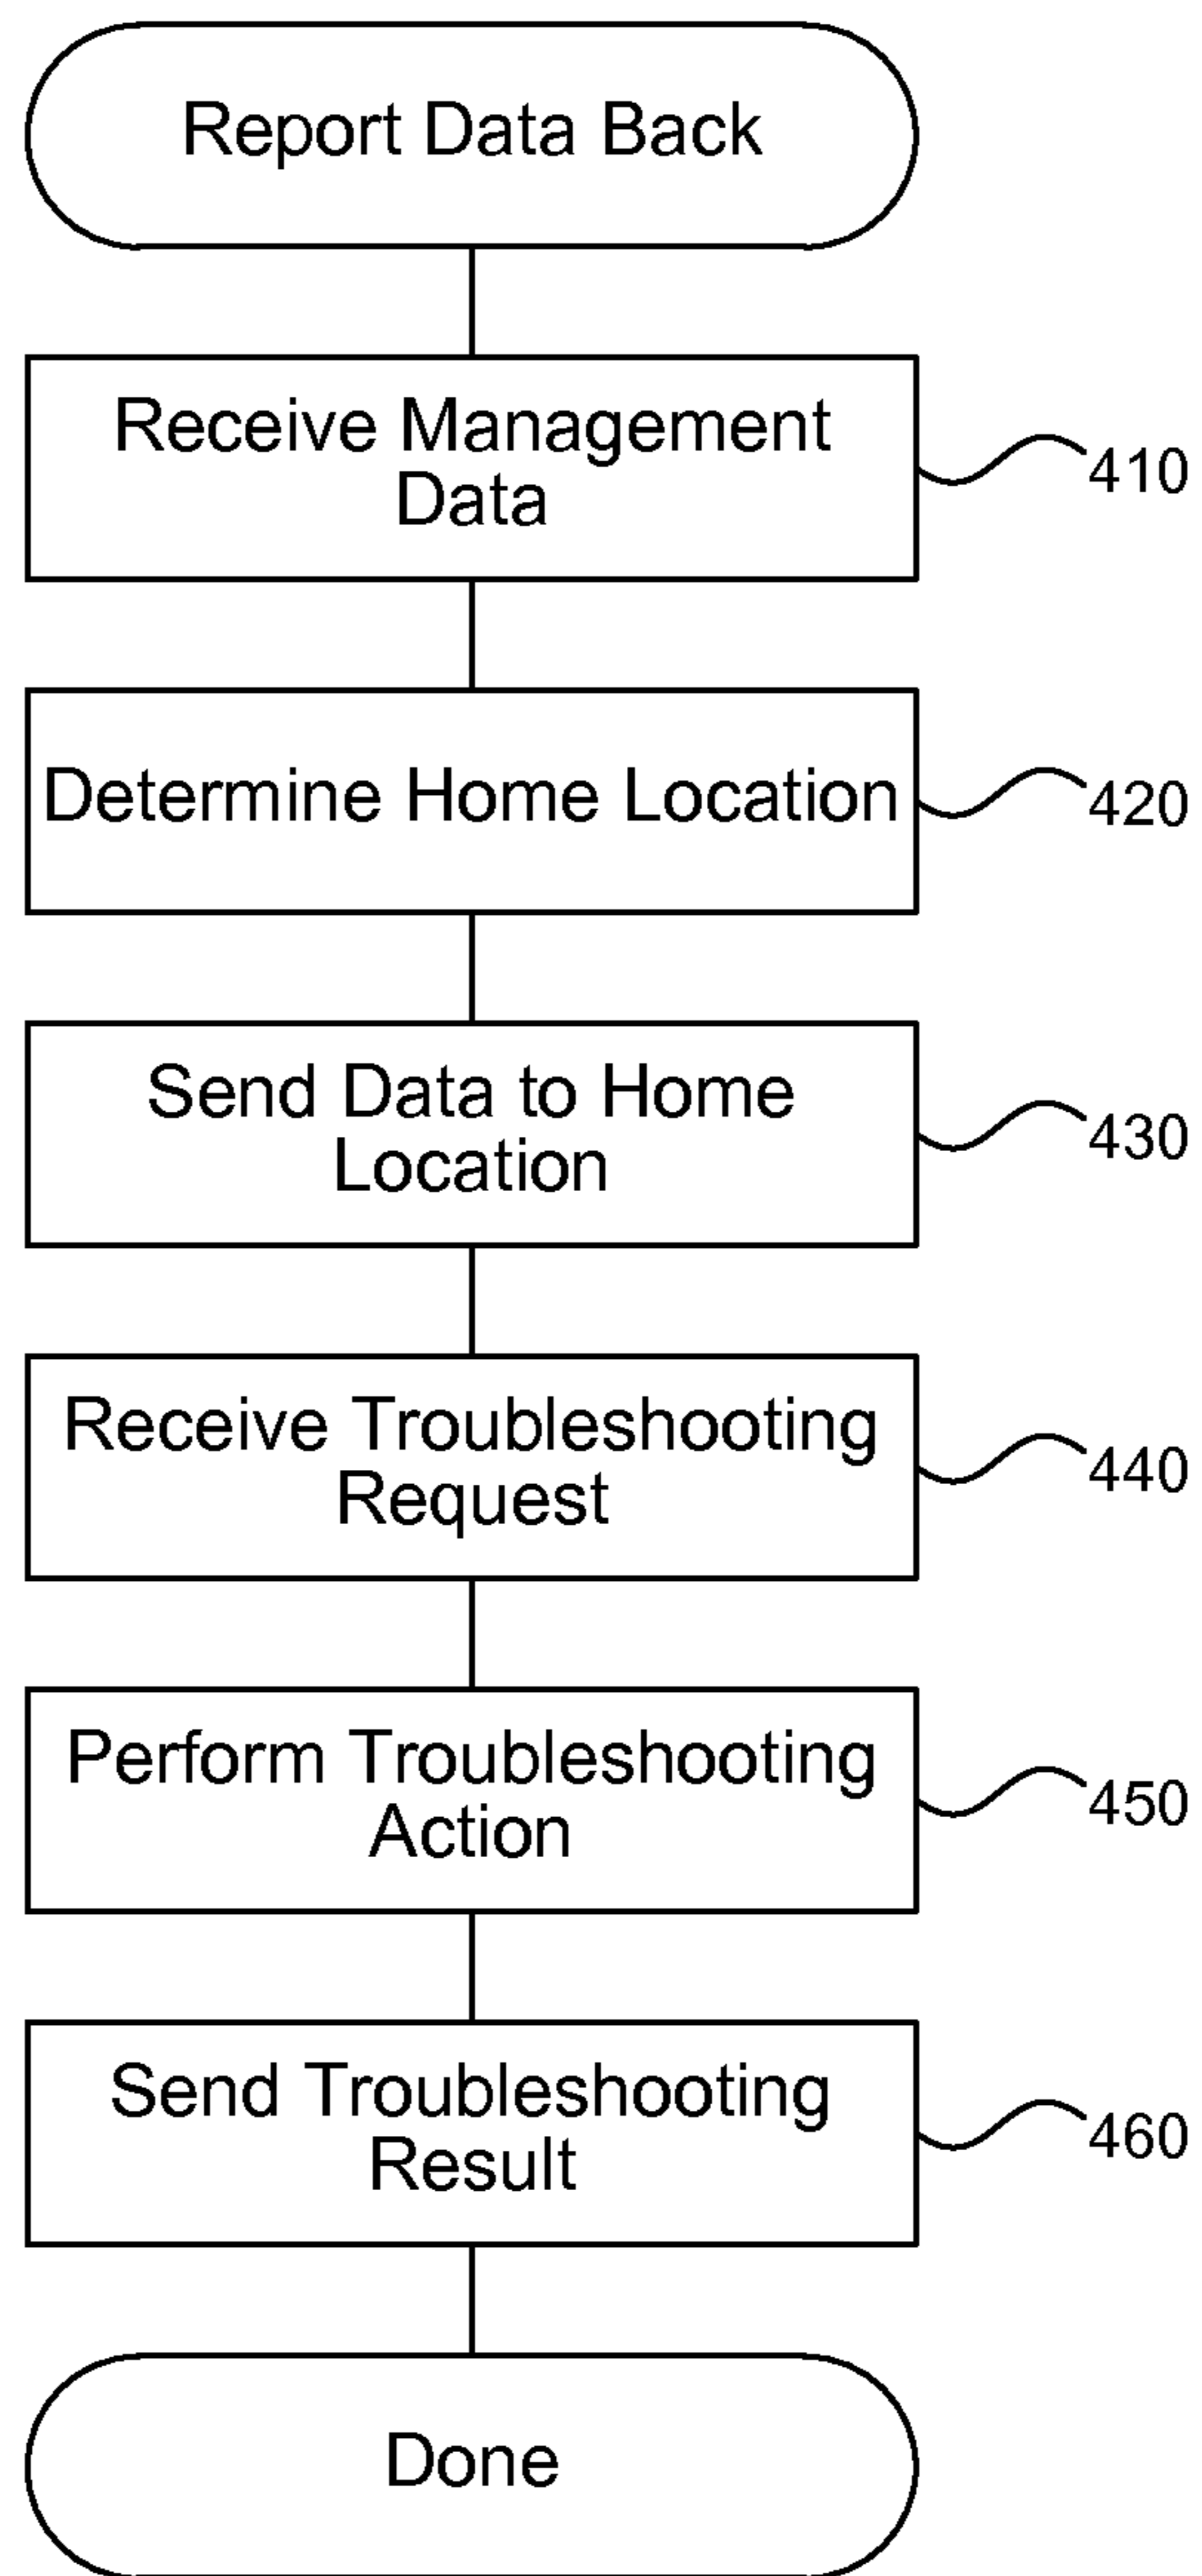 Report Data Back
Receive Management
Data
410
Determine Home Location
420
Send Data to Home
Location
430
Receive Troubleshooting
Request
440
Perform Troubleshooting
Action
450
Send Troubleshooting
Result
460
Done